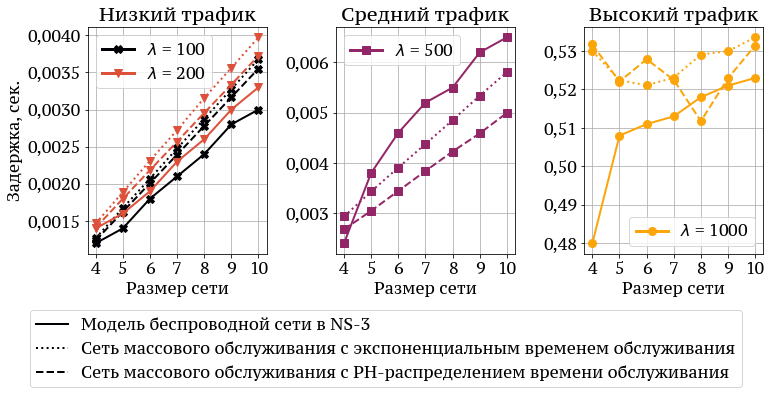 Низкий трафик
Средний трафик
Высокий трафик
Задержка, сек.
0,0040
0,0035
0,0030
0,0025
0,0020
0,0015
λ = 100
λ = 200
4 5 6 7 8 9 10
Размер сети
0,006
0,005
0,004
0,003
λ = 500
4 5 6 7 8 9 10
Размер сети
0,53
0,52
0,51
0,50
0,49
0,48
λ = 1000
4 5 6 7 8 9 10
Размер сети
Модель беспроводной сети в NS-3
Сеть массового обслуживания с экспоненциальным временем обслуживания
Сеть массового обслуживания с PH-распределением времени обслуживания